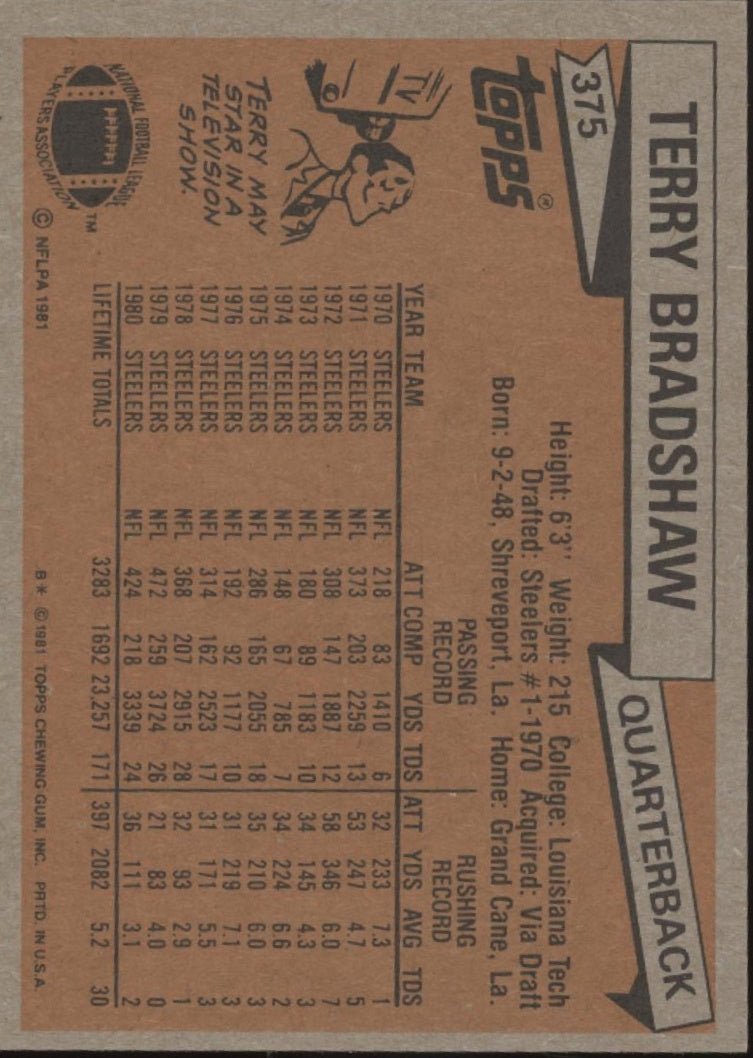 375
TERRY BRADSHAW
QUARTERBACK
TOPPS®
Height: 6'3" Weight: 215 College: Louisiana Tech
Drafted: Steelers #1-1970 Acquired: Via Draft
Born: 9-2-48, Shreveport, La. Home: Grand Cane, La.
TV
TERRY MAY
STAR IN A
TELEVISION
SHOW.
PASSING RECORD RUSHING RECORD
YEAR TEAM ATT COMP YDS TDS ATT YDS AVG TDS
1970 STEELERS NFL 218 83 1410 6 32 233 7.3 1
1971 STEELERS NFL 373 203 2259 13 53 247 4.7 5
1972 STEELERS NFL 308 147 1887 12 58 346 6.0 7
1973 STEELERS NFL 180 89 1183 10 34 145 4.3 3
1974 STEELERS NFL 148 67 785 7 34 224 6.6 2
1975 STEELERS NFL 286 165 2055 18 35 210 6.0 3
1976 STEELERS NFL 192 92 1177 10 31 219 7.1 3
1977 STEELERS NFL 314 162 2523 17 31 171 5.5 3
1978 STEELERS NFL 368 207 2915 28 32 93 2.9 1
1979 STEELERS NFL 472 259 3724 26 21 83 4.0 0
1980 STEELERS NFL 424 218 3339 24 36 111 3.1 2
LIFETIME TOTALS 3283 1692 23.257 171 397 2082 5.2 30
NATIONAL FOOTBALL LEAGUE
PLAYERS ASSOCIATION
TM
© NFLPA 1981
B* © 1981 TOPPS CHEWING GUM, INC. PRTD. IN U.S.A.